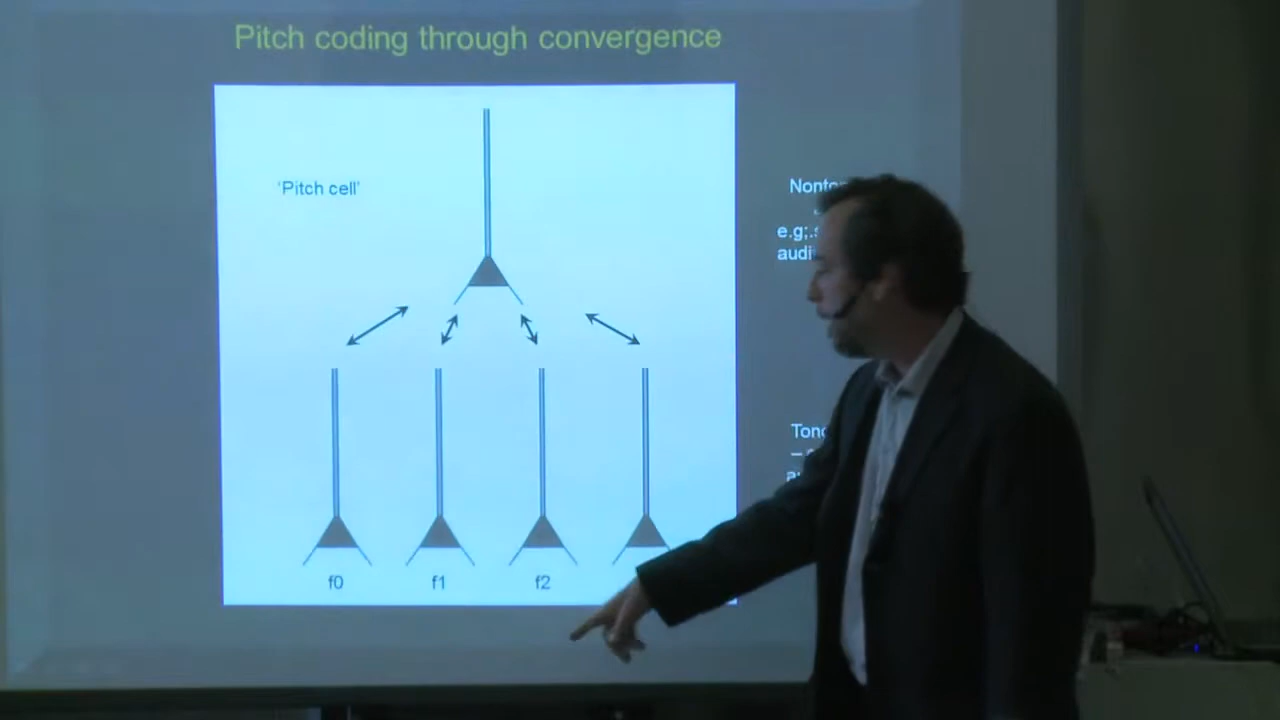 Pitch coding through convergence
'Pitch cell'
e.g;.
f0 f1 f2